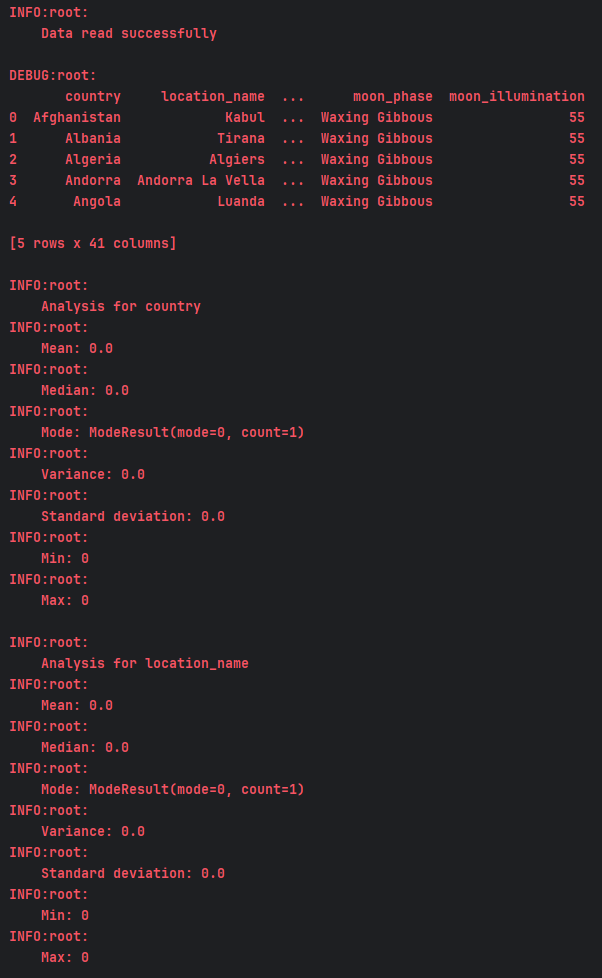 INFO:root:
    Data read successfully

DEBUG:root:
       country     location_name  ...      moon_phase  moon_illumination
0  Afghanistan             Kabul  ...  Waxing Gibbous                 55
1      Albania            Tirana  ...  Waxing Gibbous                 55
2      Algeria           Algiers  ...  Waxing Gibbous                 55
3      Andorra  Andorra La Vella  ...  Waxing Gibbous                 55
4       Angola            Luanda  ...  Waxing Gibbous                 55

[5 rows x 41 columns]

INFO:root:
    Analysis for country
INFO:root:
    Mean: 0.0
INFO:root:
    Median: 0.0
INFO:root:
    Mode: ModeResult(mode=0, count=1)
INFO:root:
    Variance: 0.0
INFO:root:
    Standard deviation: 0.0
INFO:root:
    Min: 0
INFO:root:
    Max: 0

INFO:root:
    Analysis for location_name
INFO:root:
    Mean: 0.0
INFO:root:
    Median: 0.0
INFO:root:
    Mode: ModeResult(mode=0, count=1)
INFO:root:
    Variance: 0.0
INFO:root:
    Standard deviation: 0.0
INFO:root:
    Min: 0
INFO:root:
    Max: 0